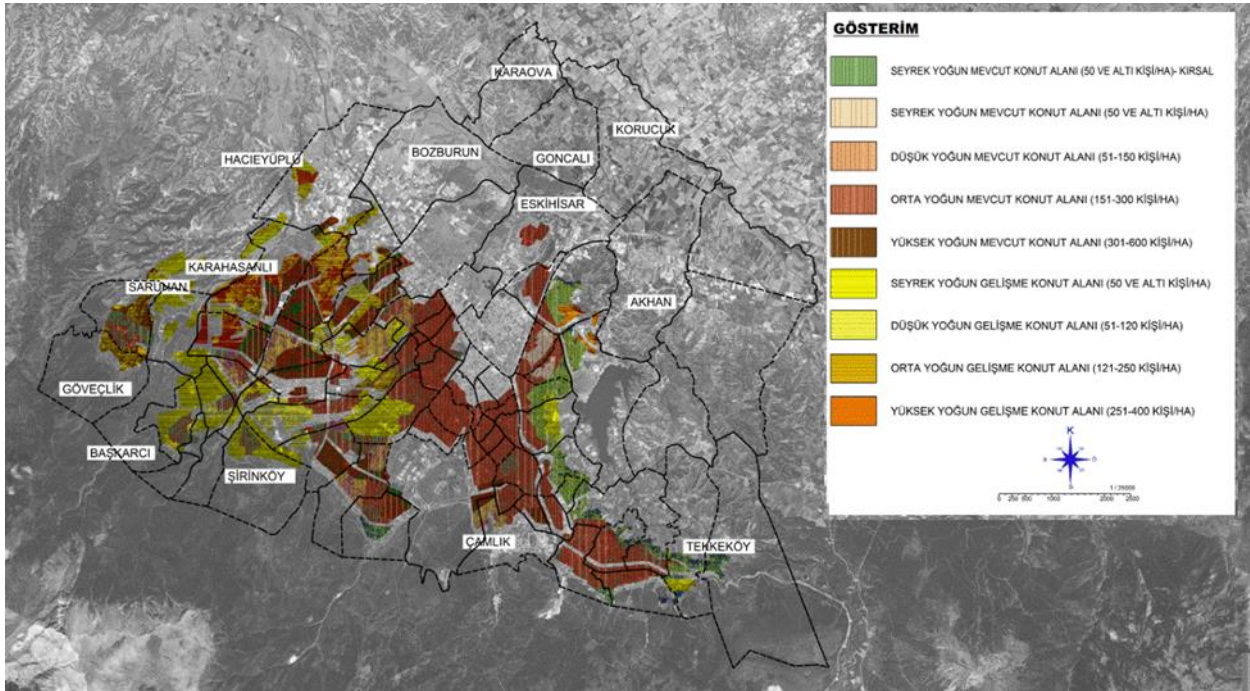 GÖSTERİM
SEYREK YOĞUN MEVCUT KONUT ALANI (50 VE ALTI KİŞİ/HA)- KIRSAL
SEYREK YOĞUN MEVCUT KONUT ALANI (50 VE ALTI KİŞİ/HA)
DÜŞÜK YOĞUN MEVCUT KONUT ALANI (51-150 KİŞİ/HA)
ORTA YOĞUN MEVCUT KONUT ALANI (151-300 KİŞİ/HA)
YÜKSEK YOĞUN MEVCUT KONUT ALANI (301-600 KİŞİ/HA)
SEYREK YOĞUN GELİŞME KONUT ALANI (50 VE ALTI KİŞİ/HA)
DÜŞÜK YOĞUN GELİŞME KONUT ALANI (51-120 KİŞİ/HA)
ORTA YOĞUN GELİŞME KONUT ALANI (121-250 KİŞİ/HA)
YÜKSEK YOĞUN GELİŞME KONUT ALANI (251-400 KİŞİ/HA)
K
KARAOVA
KORUCUK
BOZBURUN
GONCALI
HACIEYÜPLÜ
ESKİHİSAR
KARAHASANLI
SARUHAN
AKHAN
GÖVEÇLİK
BAŞKARCI
ŞİRİNKÖY
ÇAMLIK
TEKKEKÖY